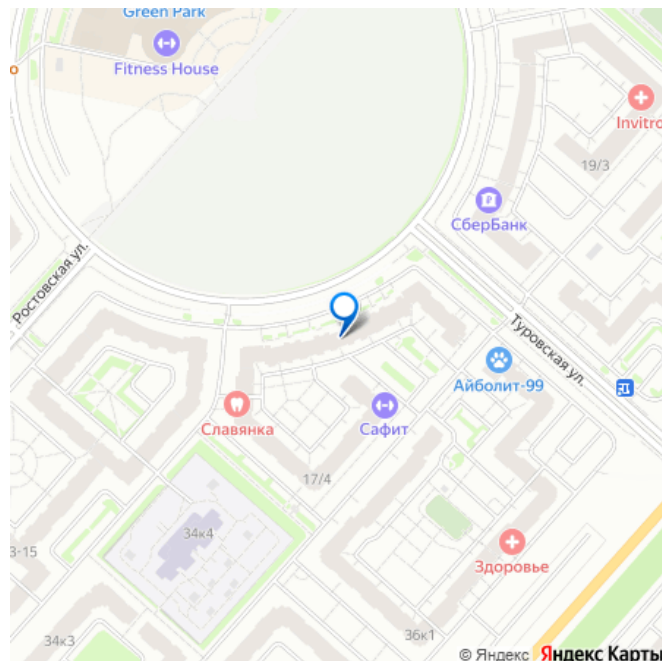 Green Park
Fitness House
о
Invitro
19/3
СберБанк
Ростовская ул.
Туровская ул.
Айболит-99
Славянка
Сафит
17/4
34к4
3-15
Здоровье
36к1
34к3
© Яндекс Яндекс Карты